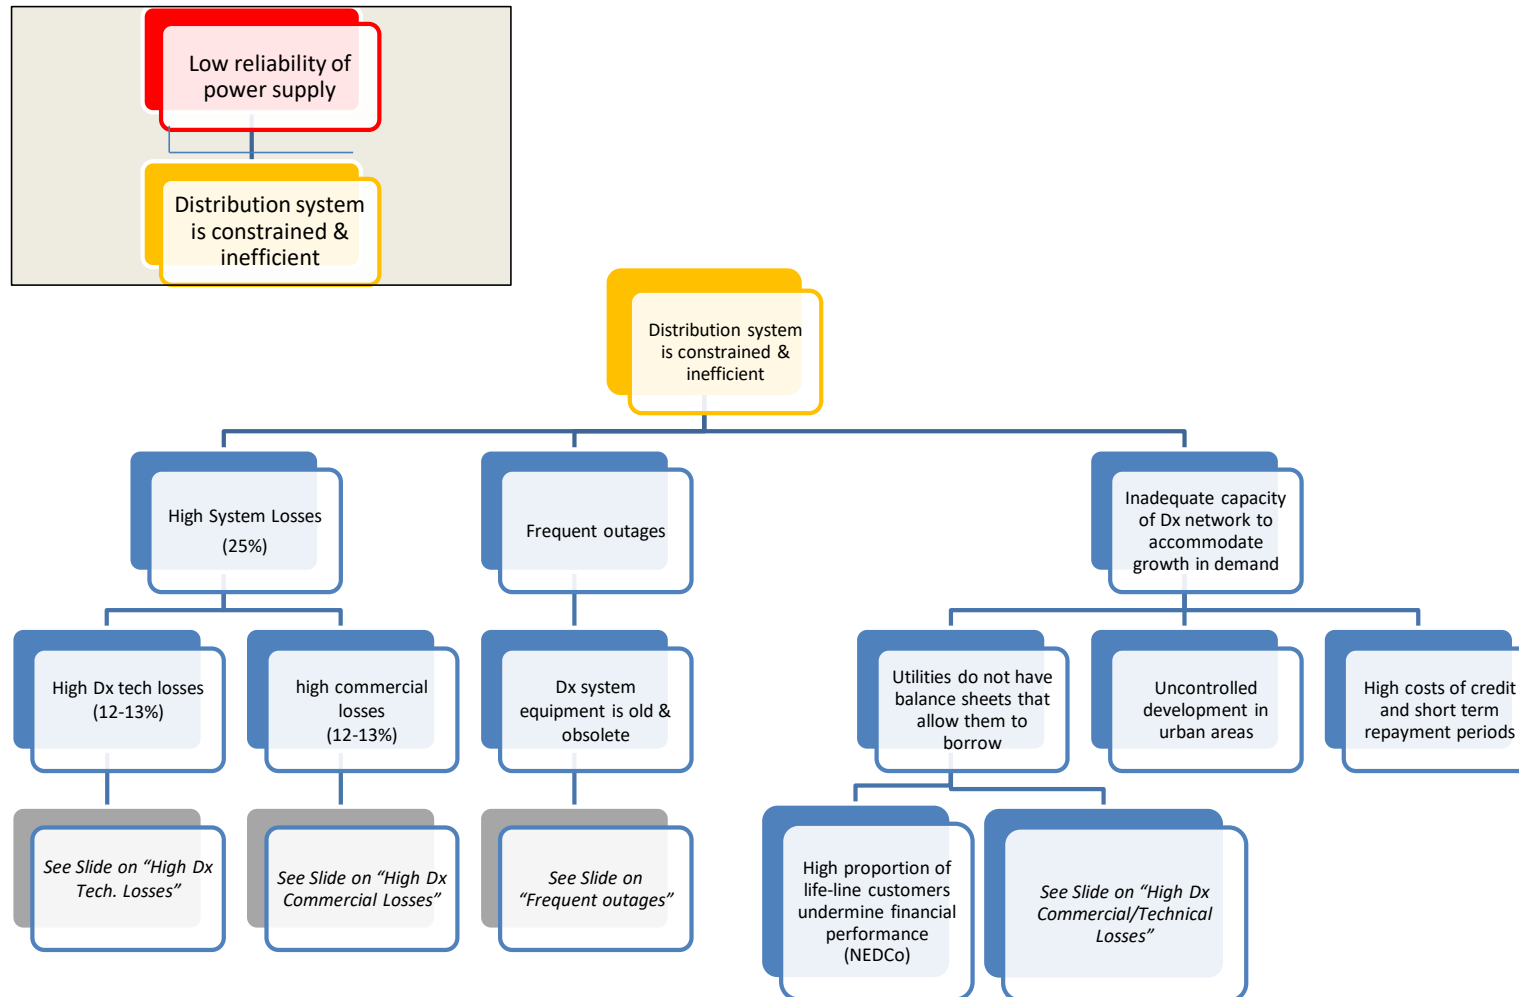 Low reliability of
power supply
Distribution system
is constrained &
inefficient
Distribution system
is constrained &
inefficient
High System Losses
(25%)
Frequent outages
Inadequate capacity
of Dx network to
accommodate
growth in demand
High Dx tech losses
(12-13%)
high commercial
losses
(12-13%)
Dx system
equipment is old &
obsolete
Utilities do not have
balance sheets that
allow them to
borrow
Uncontrolled
development in
urban areas
High costs of credit
and short term
repayment periods
See Slide on “High Dx
Tech. Losses”
See Slide on “High Dx
Commercial Losses”
See Slide on
“Frequent outages”
High proportion of
life-line customers
undermine financial
performance
(NEDCo)
See Slide on “High Dx
Commercial/Technical
Losses”